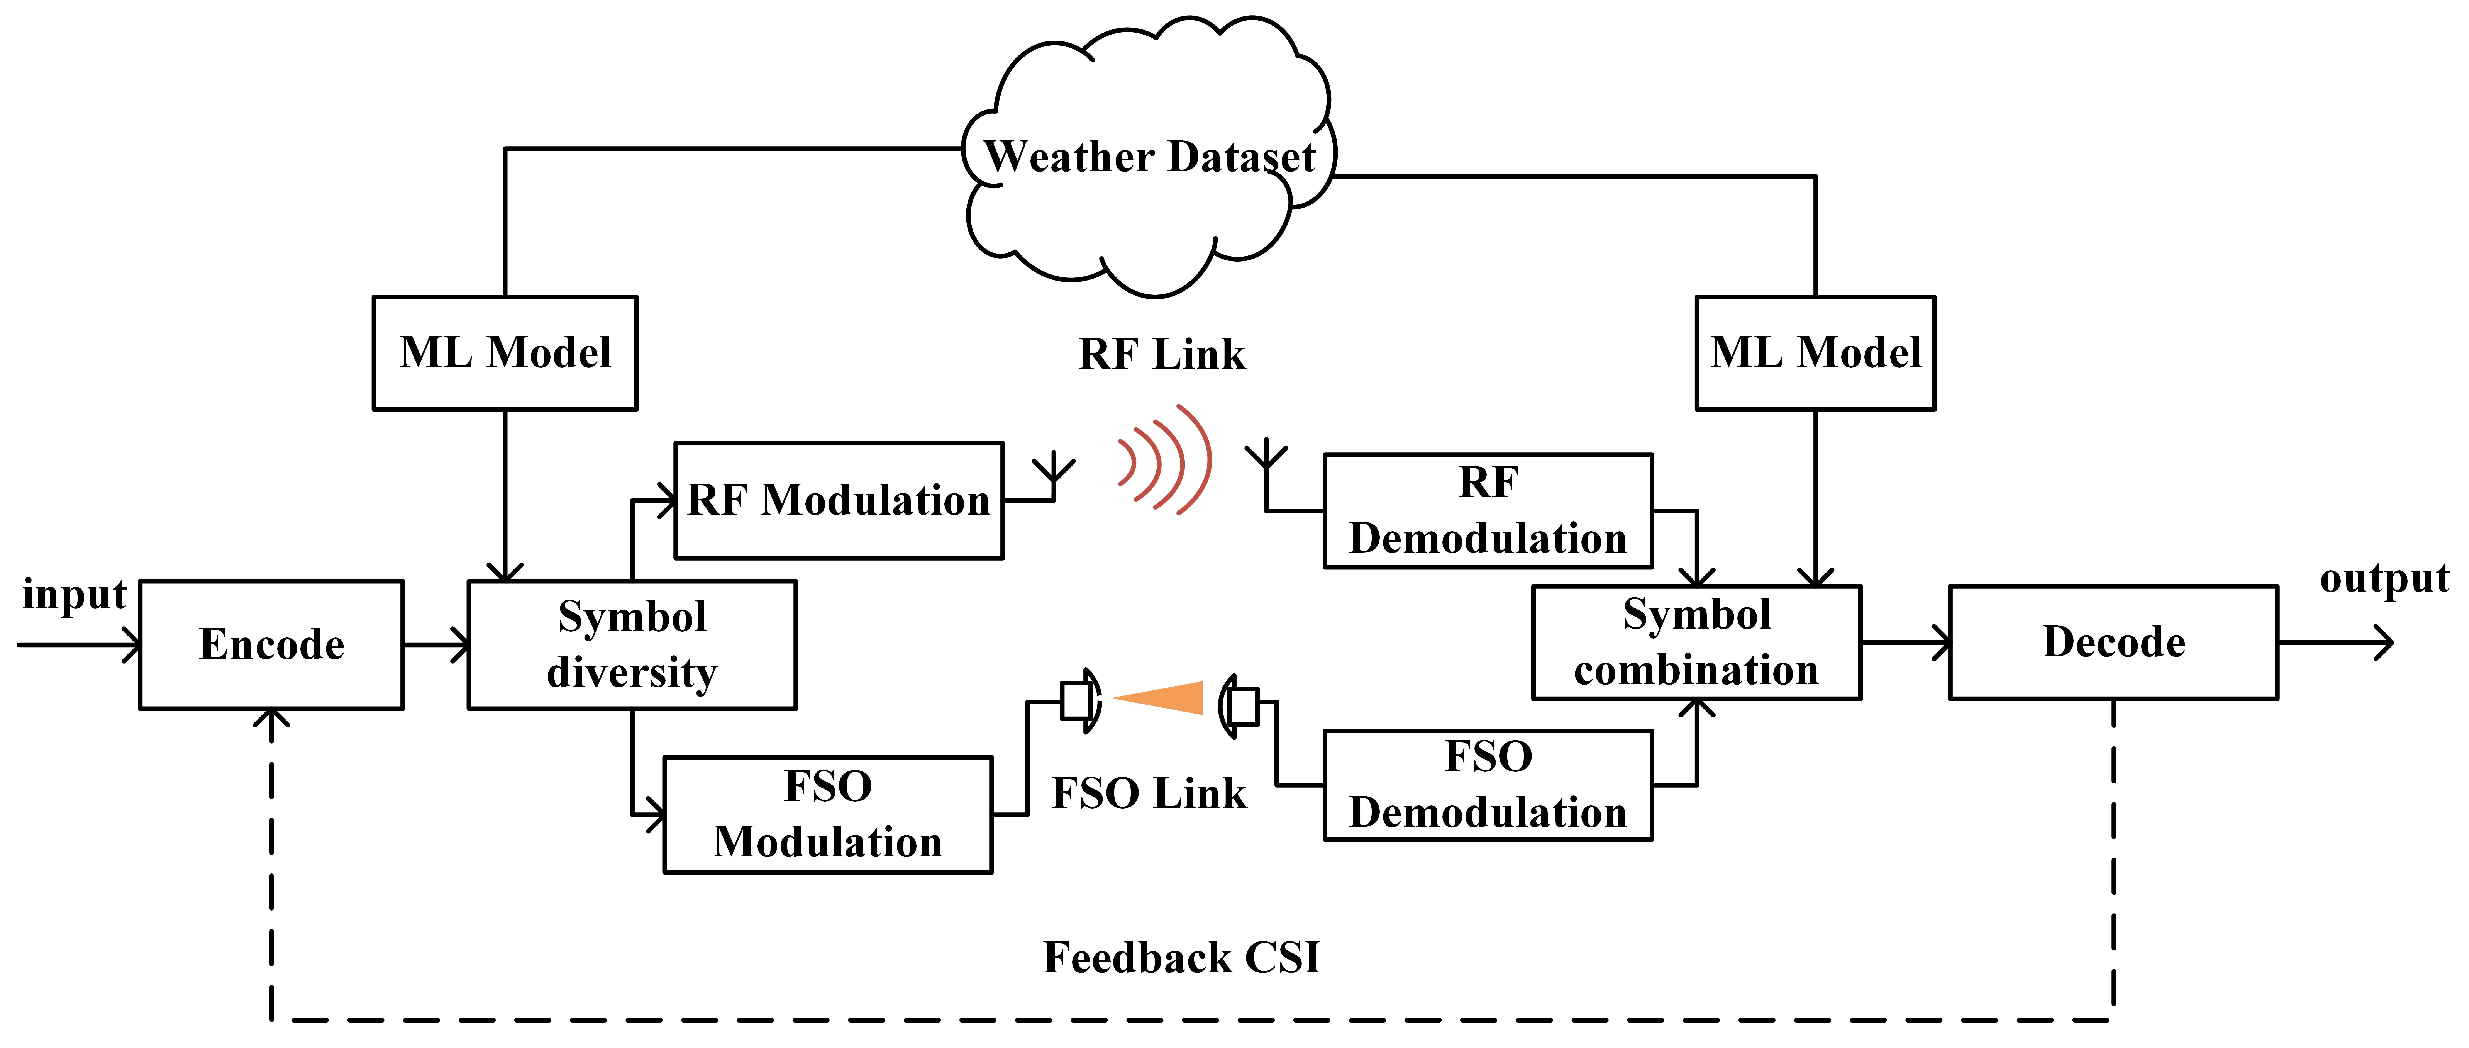 Weather Dataset
ML Model
RF Link
ML Model
RF Modulation
RF
Demodulation
input
Encode
Symbol
diversity
Symbol
combination
Decode
output
FSO
Modulation
FSO Link
FSO
Demodulation
Feedback CSI